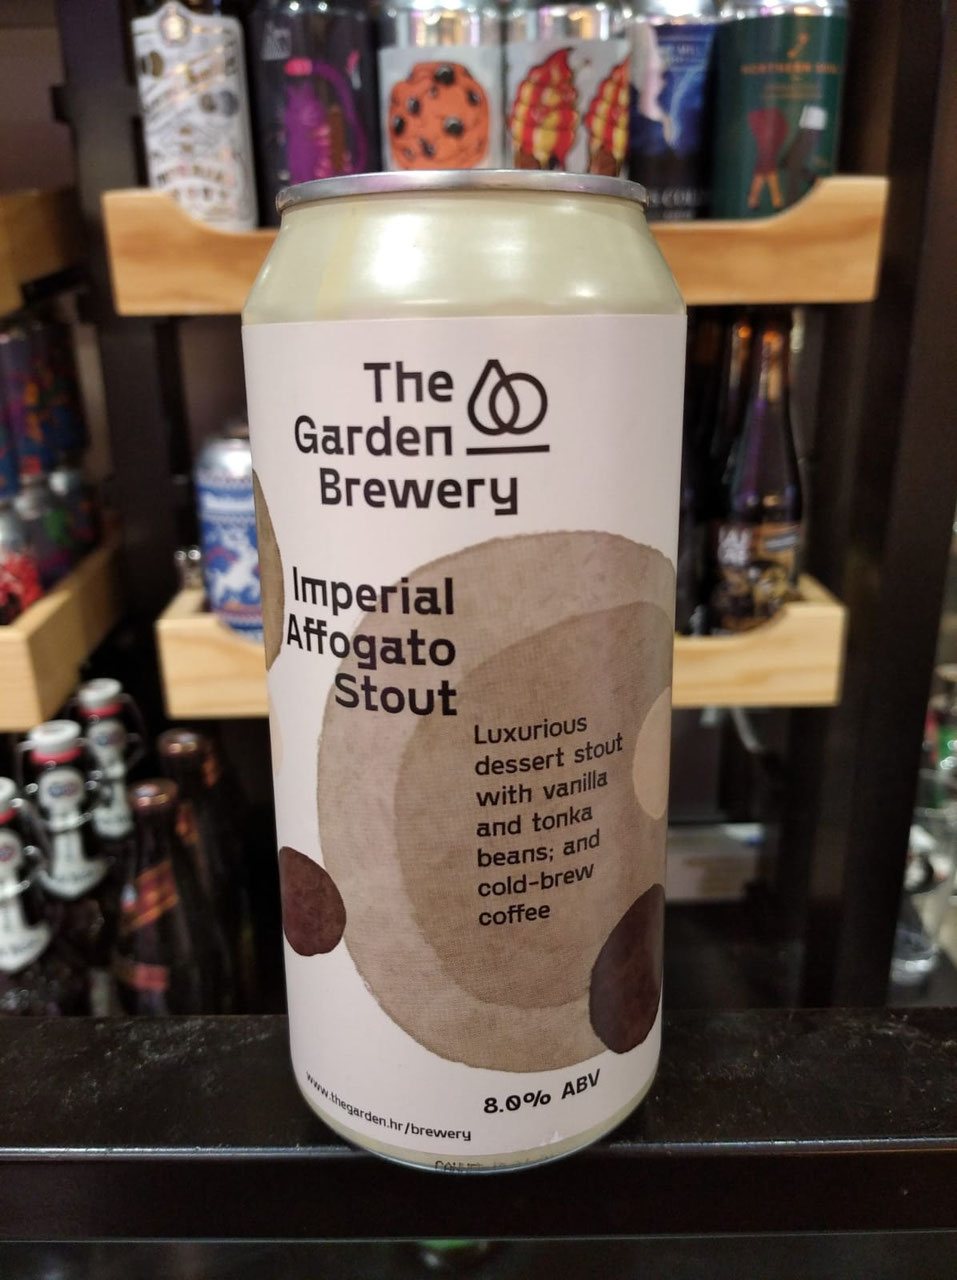 The
Garden
Brewery
Imperial
Affogato
Stout
Luxurious
dessert stout
with vanilla
and tonka
beans; and
cold-brew
coffee
8.0% ABV
www.thegarden.hr/brewery